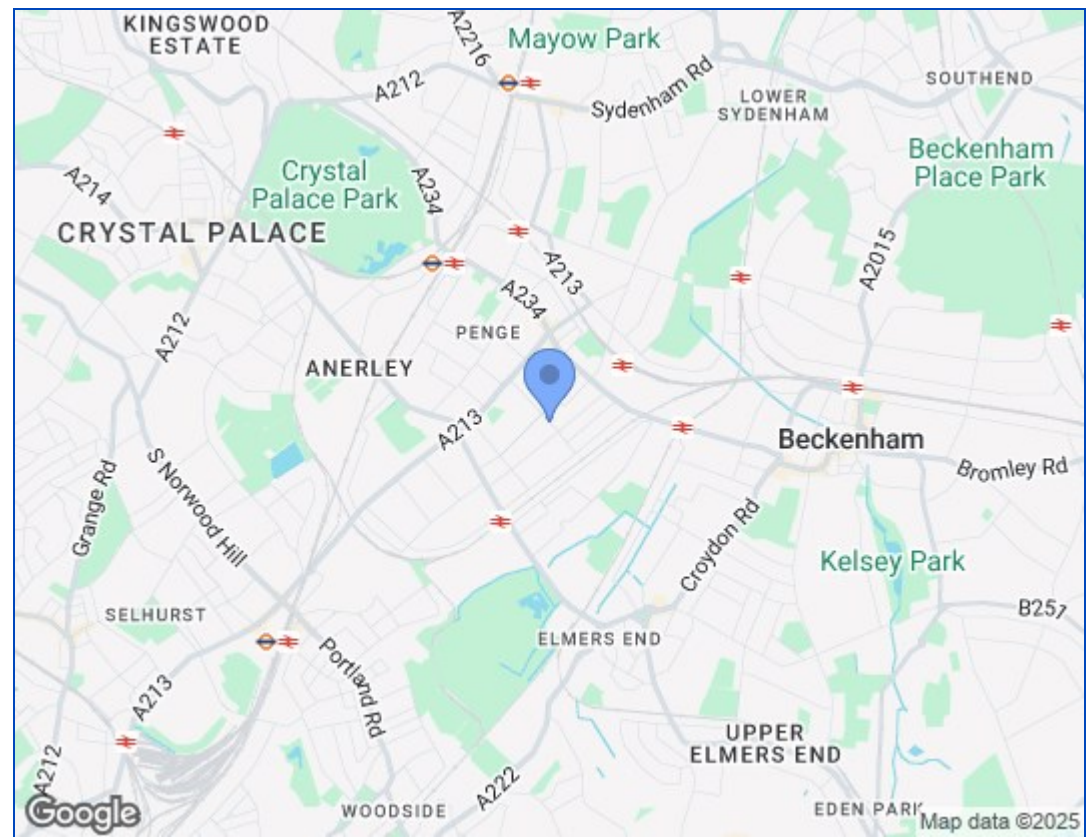 KINGSWOOD
ESTATE
A2216
Mayow Park
A212
Sydenham Rd
LOWER
SYDENHAM
SOUTHEND
A214
Crystal
Palace Park
A234
Beckenham
Place Park
CRYSTAL PALACE
A213
A2015
A234
A212
PENGE
ANERLEY
A213
Beckenham
Bromley Rd
Grange Rd
S Norwood Hill
Croydon Rd
Kelsey Park
SELHURST
B251
ELMERS END
Portland Rd
A213
UPPER
ELMERS END
A212
A222
WOODSIDE
EDEN PARK
Google
Map data ©2025